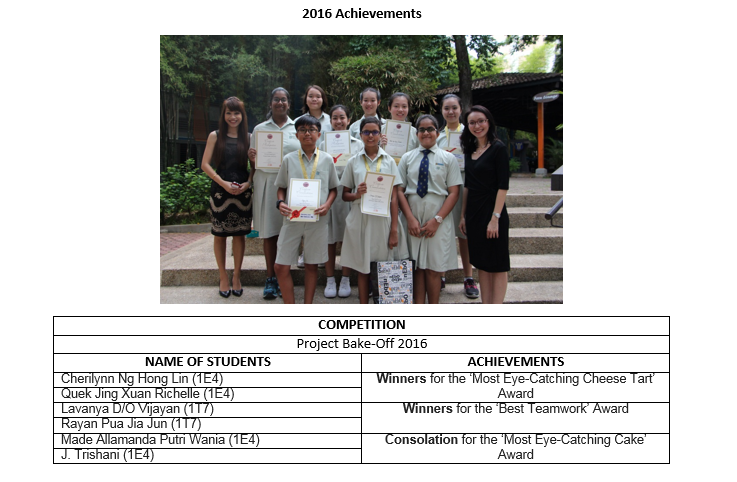 2016 Achievements
COMPETITION
Project Bake-Off 2016
NAME OF STUDENTS ACHIEVEMENTS
Cherilynn Ng Hong Lin (1E4)
Quek Jing Xuan Richelle (1E4)
Winners for the ‘Most Eye-Catching Cheese Tart’
Award
Lavanya D/O Vijayan (1T7)
Rayan Pua Jia Jun (1T7)
Winners for the ‘Best Teamwork’ Award
Made Allamanda Putri Wania (1E4)
J. Trishani (1E4)
Consolation for the ‘Most Eye-Catching Cake’
Award